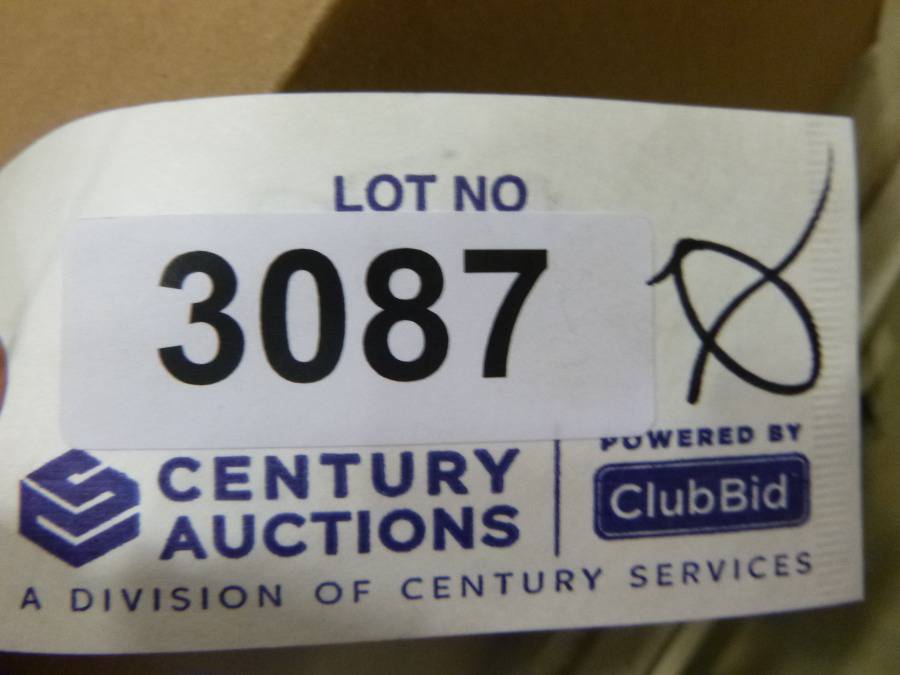 LOT NO
3087
CENTURY
AUCTIONS
POWERED BY
ClubBid
A DIVISION OF CENTURY SERVICES